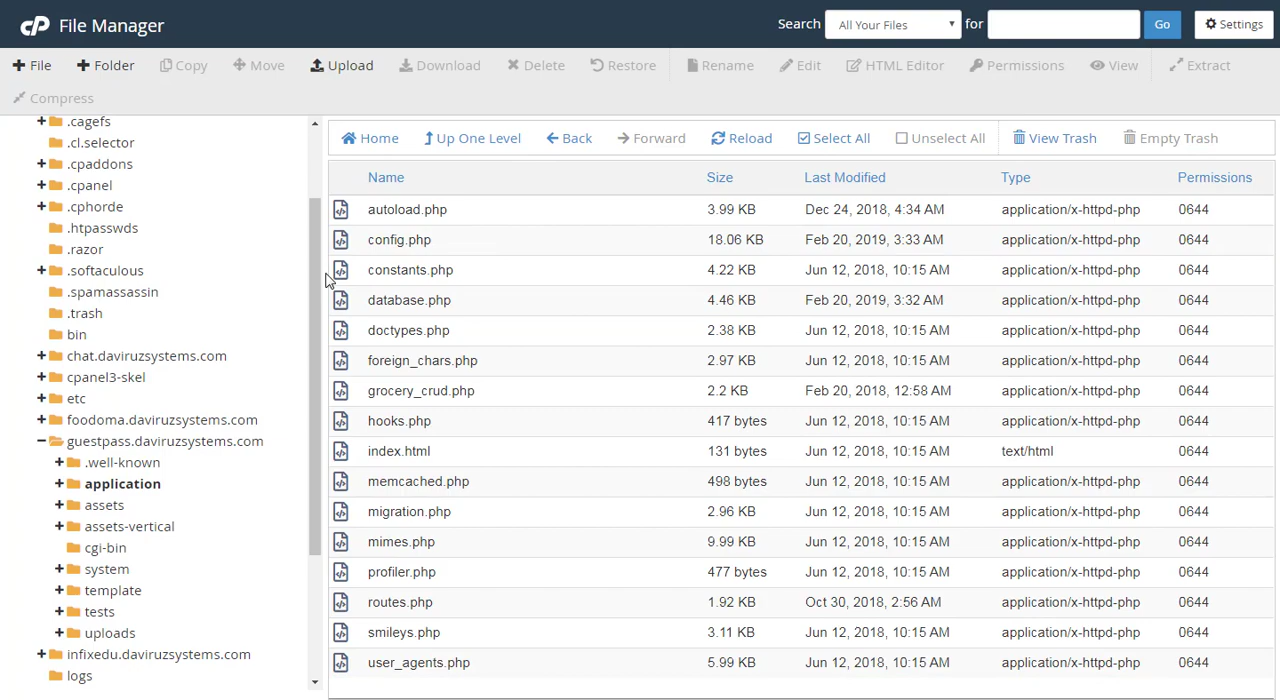 cP File Manager
Search All Your Files for Go Settings
File Folder Copy Move Upload Download Delete Restore Rename Edit HTML Editor Permissions View Extract
Compress
.cagefs
.cl.selector
.cpaddons
.cpanel
.cphorde
.htpasswds
.razor
.softaculous
.spamassassin
.trash
bin
chat.daviruzsystems.com
cpanel3-skel
etc
foodoma.daviruzsystems.com
guestpass.daviruzsystems.com
.well-known
application
assets
assets-vertical
cgi-bin
system
template
tests
uploads
infixedu.daviruzsystems.com
logs
Home Up One Level Back Forward Reload Select All Unselect All View Trash Empty Trash
Name Size Last Modified Type Permissions
autoload.php 3.99 KB Dec 24, 2018, 4:34 AM application/x-httpd-php 0644
config.php 18.06 KB Feb 20, 2019, 3:33 AM application/x-httpd-php 0644
constants.php 4.22 KB Jun 12, 2018, 10:15 AM application/x-httpd-php 0644
database.php 4.46 KB Feb 20, 2019, 3:32 AM application/x-httpd-php 0644
doctypes.php 2.38 KB Jun 12, 2018, 10:15 AM application/x-httpd-php 0644
foreign_chars.php 2.97 KB Jun 12, 2018, 10:15 AM application/x-httpd-php 0644
grocery_crud.php 2.2 KB Feb 20, 2018, 12:58 AM application/x-httpd-php 0644
hooks.php 417 bytes Jun 12, 2018, 10:15 AM application/x-httpd-php 0644
index.html 131 bytes Jun 12, 2018, 10:15 AM text/html 0644
memcached.php 498 bytes Jun 12, 2018, 10:15 AM application/x-httpd-php 0644
migration.php 2.96 KB Jun 12, 2018, 10:15 AM application/x-httpd-php 0644
mimes.php 9.99 KB Jun 12, 2018, 10:15 AM application/x-httpd-php 0644
profiler.php 477 bytes Jun 12, 2018, 10:15 AM application/x-httpd-php 0644
routes.php 1.92 KB Oct 30, 2018, 2:56 AM application/x-httpd-php 0644
smileys.php 3.11 KB Jun 12, 2018, 10:15 AM application/x-httpd-php 0644
user_agents.php 5.99 KB Jun 12, 2018, 10:15 AM application/x-httpd-php 0644